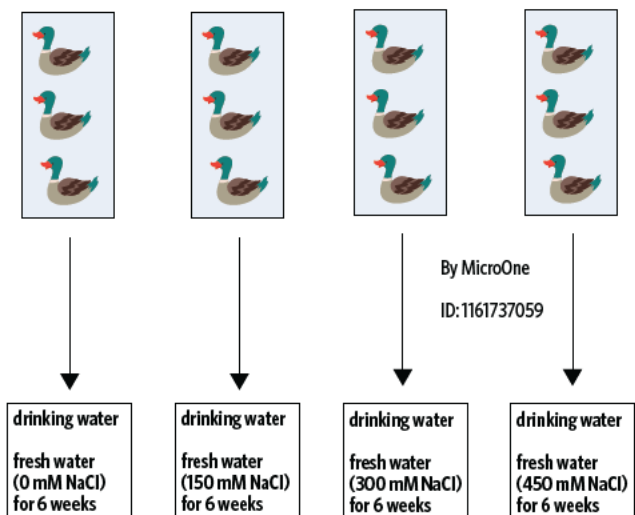 By MicroOne
ID: 1161737059
drinking water
fresh water
(0 mM NaCl)
for 6 weeks
drinking water
fresh water
(150 mM NaCl)
for 6 weeks
drinking water
fresh water
(300 mM NaCl)
for 6 weeks
drinking water
fresh water
(450 mM NaCl)
for 6 weeks